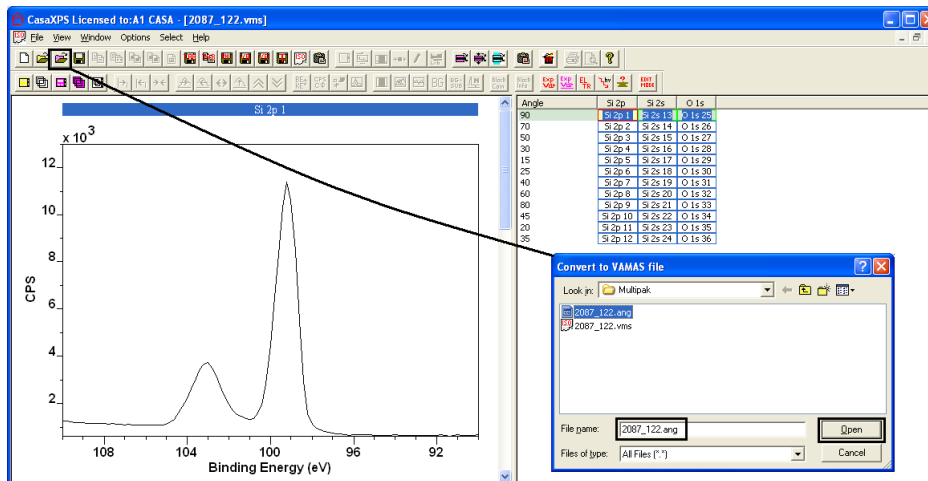 CasaXPS Licensed to:A1 CASA - [2087_122.vms]
File View Window Options Select Help
Si 2p 1
x 10 3
12
10
8
6
4
2
CPS
108 104 100 96 92
Binding Energy (eV)
Angle Si 2p Si 2s O 1s
90 Si 2p 1 Si 2s 13 O 1s 25
70 Si 2p 2 Si 2s 14 O 1s 26
50 Si 2p 3 Si 2s 15 O 1s 27
30 Si 2p 4 Si 2s 16 O 1s 28
15 Si 2p 5 Si 2s 17 O 1s 29
25 Si 2p 6 Si 2s 18 O 1s 30
40 Si 2p 7 Si 2s 19 O 1s 31
60 Si 2p 8 Si 2s 20 O 1s 32
80 Si 2p 9 Si 2s 21 O 1s 33
45 Si 2p 10 Si 2s 22 O 1s 34
20 Si 2p 11 Si 2s 23 O 1s 35
35 Si 2p 12 Si 2s 24 O 1s 36
Convert to VAMAS file
Look in: Multipak
2087_122.ang
2087_122.vms
File name: 2087_122.ang Open
Files of type: All Files (*.*) Cancel